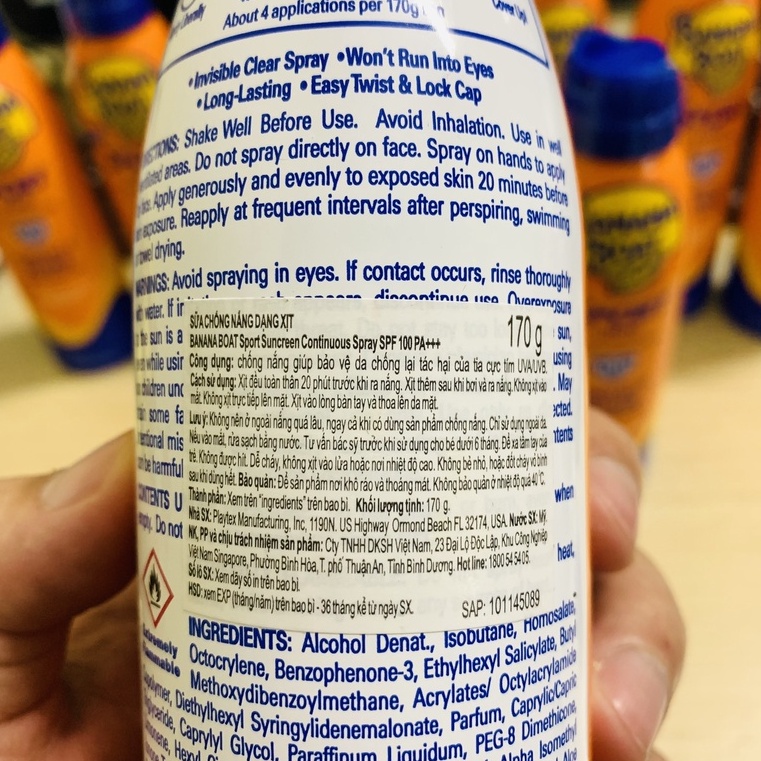 About 4 applications per 170g
Cover Up!
•Invisible Clear Spray •Won't Run Into Eyes
•Long-Lasting •Easy Twist & Lock Cap
Shake Well Before Use. Avoid Inhalation. Use in well
areas. Do not spray directly on face. Spray on hands to apply
Apply generously and evenly to exposed skin 20 minutes before
exposure. Reapply at frequent intervals after perspiring, swimming
towel drying.
WARNINGS: Avoid spraying in eyes. If contact occurs, rinse thoroughly
with water. If discontinue use. Overexposure
SỮA CHỐNG NẮNG DẠNG XỊT 170 g
BANANA BOAT Sport Suncreen Continuous Spray SPF 100 PA+++
Công dụng: chống nắng giúp bảo vệ da chống lại tác hại của tia cực tím UVA/UVB.
Cách sử dụng: Xịt đều toàn thân 20 phút trước khi ra nắng. Xịt thêm sau khi bơi và ra nắng. Không xịt vào
mắt. Không xịt trực tiếp lên mặt. Xịt vào lòng bàn tay và thoa lên da mặt.
Lưu ý: Không nên ở ngoài nắng quá lâu, ngay cả khi có dùng sản phẩm chống nắng. Chỉ sử dụng ngoài da.
Nếu vào mắt, rửa sạch bằng nước. Tư vấn bác sỹ trước khi sử dụng cho bé dưới 6 tháng. Để xa tầm tay của
trẻ. Không được hít. Dễ cháy, không xịt vào lửa hoặc nơi nhiệt độ cao. Không bẻ nhỏ, hoặc đốt cháy vỏ bình
sau khi dùng hết. Bảo quản: Để sản phẩm nơi khô ráo và thoáng mát. Không bảo quản ở nhiệt độ quá 40°C.
Thành phần: Xem trên "ingredients" trên bao bì. Khối lượng tịnh: 170 g.
Nhà SX: Playtex Manufacturing, Inc, 1190N. US Highway Ormond Beach FL 32174, USA. Nước SX: Mỹ.
NK, PP và chịu trách nhiệm sản phẩm: Cty TNHH DKSH Việt Nam, 23 Đại Lộ Độc Lập, Khu Công Nghiệp
Việt Nam Singapore, Phường Bình Hòa, T. phố Thuận An, Tỉnh Bình Dương. Hot line: 1800 54 54 05.
Số lô SX: Xem dãy số in trên bao bì.
HSD: xem EXP (tháng/năm) trên bao bì - 36 tháng kể từ ngày SX. SAP: 101145089
Extremely
Flammable
INGREDIENTS: Alcohol Denat., Isobutane, Homosalate,
Octocrylene, Benzophenone-3, Ethylhexyl Salicylate, Butyl
Methoxydibenzoylmethane, Acrylates/ Octylacrylamide
Diethylhexyl Syringylidenemalonate, Parfum, Caprylic/Capric
Caprylyl Glycol, Paraffinum Liquidum, PEG-8 Dimethicone,
Alpha Isomethyl